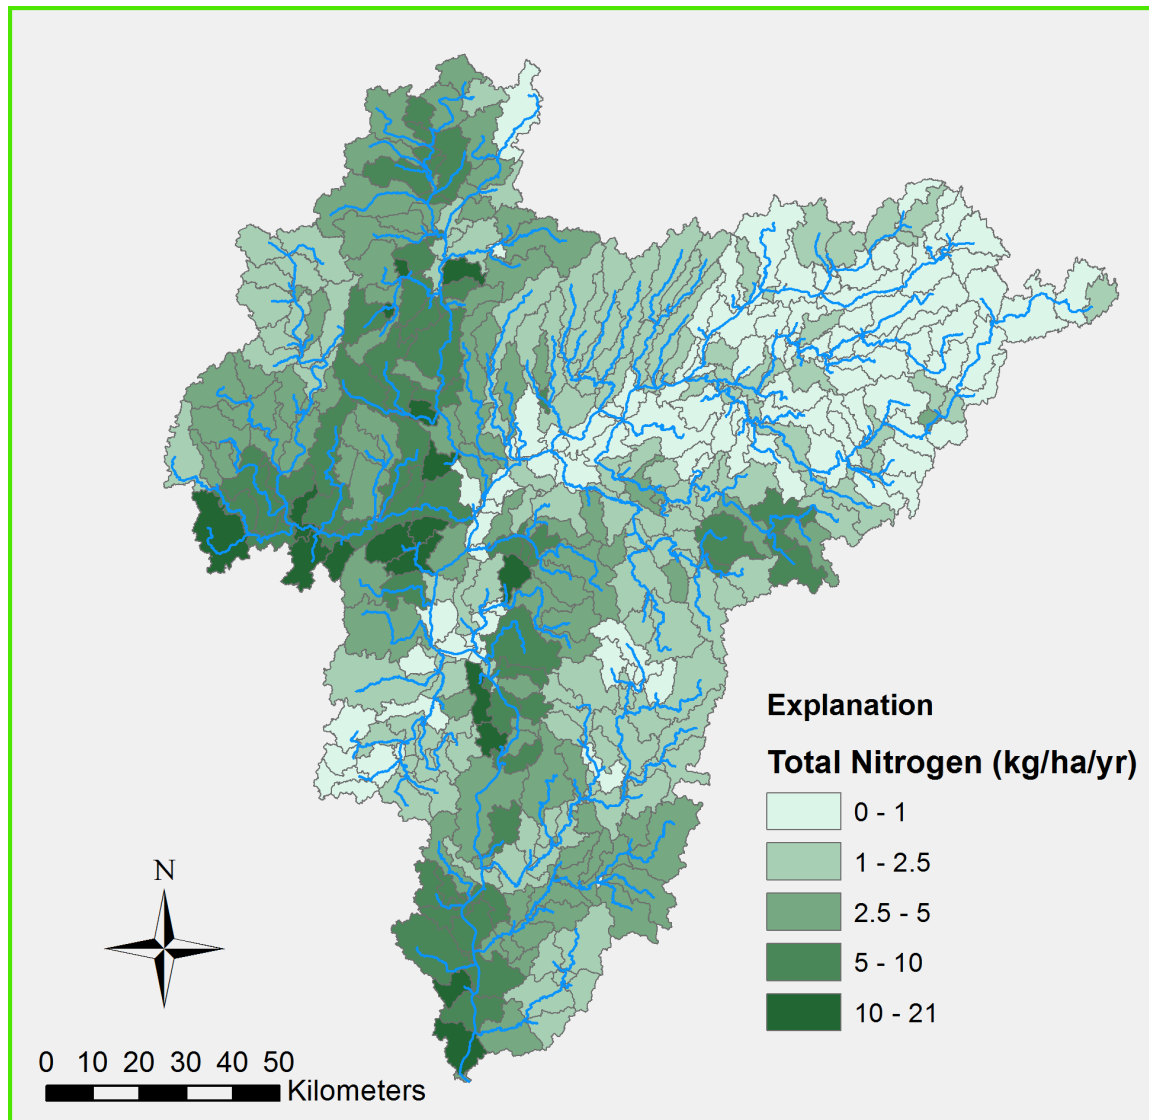 Explanation
Total Nitrogen (kg/ha/yr)
0 - 1
1 - 2.5
2.5 - 5
5 - 10
10 - 21
N
0 10 20 30 40 50
Kilometers